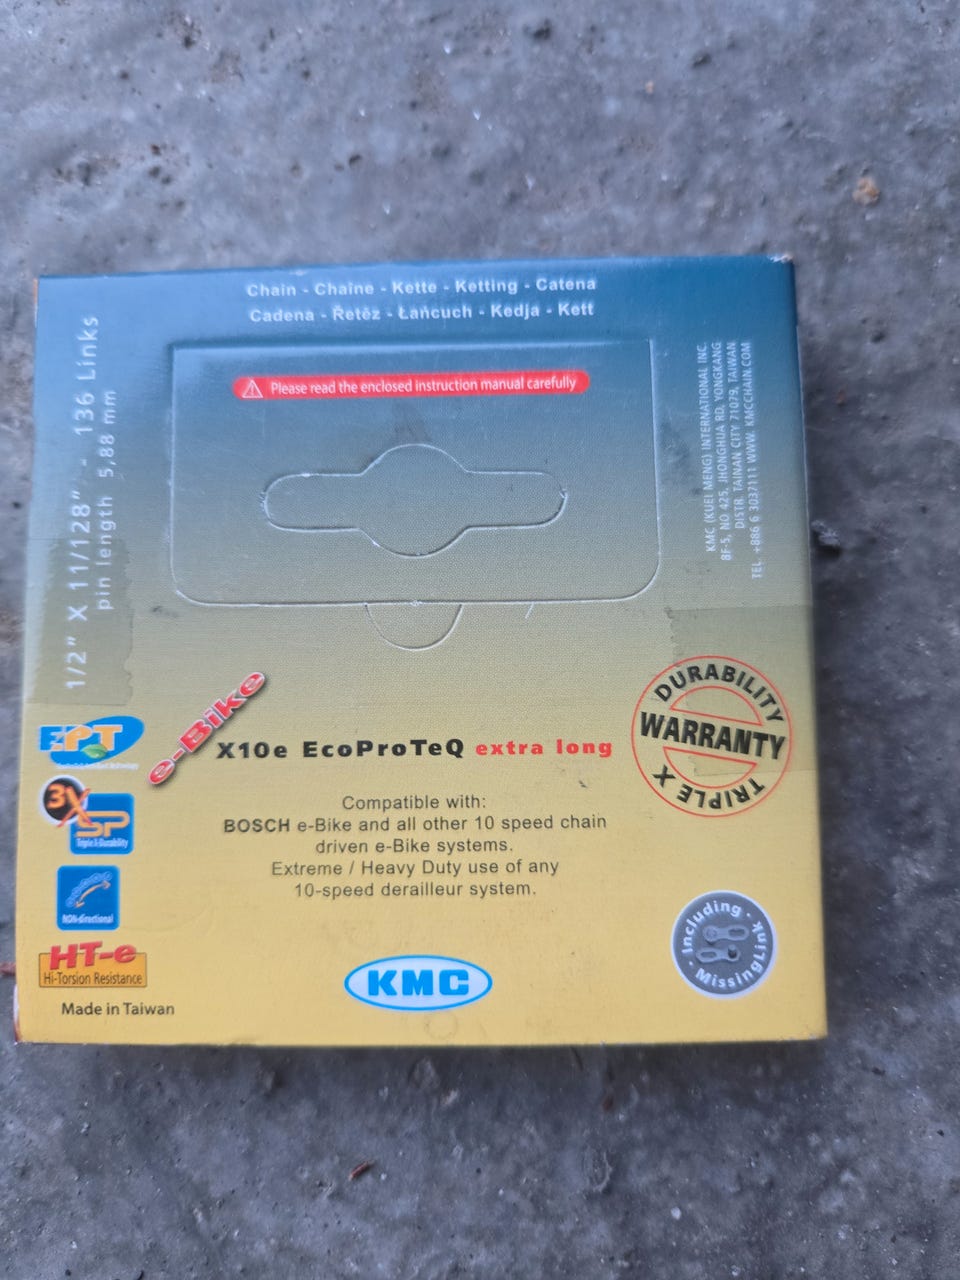 Chain - Chaîne - Kette - Ketting - Catena
Cadena - Řetěz - Łańcuch - Kedja - Kett
Please read the enclosed instruction manual carefully
1/2" X 11/128" - 136 Links
pin length 5,88 mm
KMC (KUEI MENG) INTERNATIONAL INC.
8F-5, NO 425, JHONGHUA RD, YONGKANG
DISTR. TAINAN CITY 71079, TAIWAN
TEL. +886 6 3037111 WWW. KMCCHAIN.COM
e-Bike
X10e EcoProTeQ extra long
Compatible with:
BOSCH e-Bike and all other 10 speed chain
driven e-Bike systems.
Extreme / Heavy Duty use of any
10-speed derailleur system.
DURABILITY
WARRANTY
TRIPLE X
EPT
3X
SP
Triple X-Durability
NON-directional
HT-e
Hi-Torsion Resistance
Made in Taiwan
KMC
Including
MissingLink